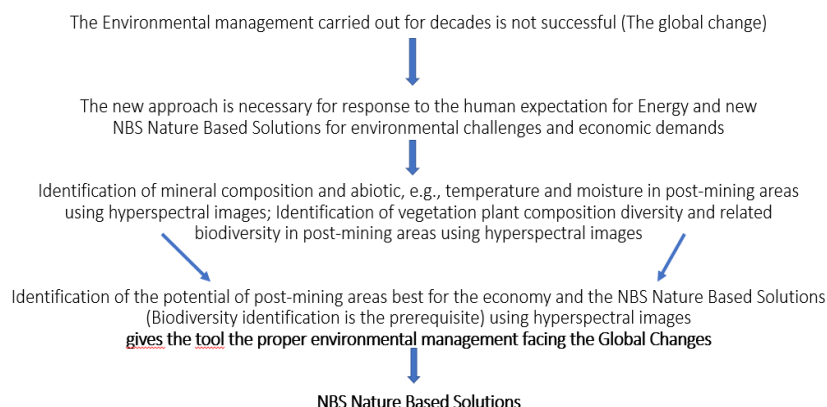 The Environmental management carried out for decades is not successful (The global change)
The new approach is necessary for response to the human expectation for Energy and new
NBS Nature Based Solutions for environmental challenges and economic demands
Identification of mineral composition and abiotic, e.g., temperature and moisture in post-mining areas
using hyperspectral images; Identification of vegetation plant composition diversity and related
biodiversity in post-mining areas using hyperspectral images
Identification of the potential of post-mining areas best for the economy and the NBS Nature Based Solutions
(Biodiversity identification is the prerequisite) using hyperspectral images
gives the tool the proper environmental management facing the Global Changes
NBS Nature Based Solutions